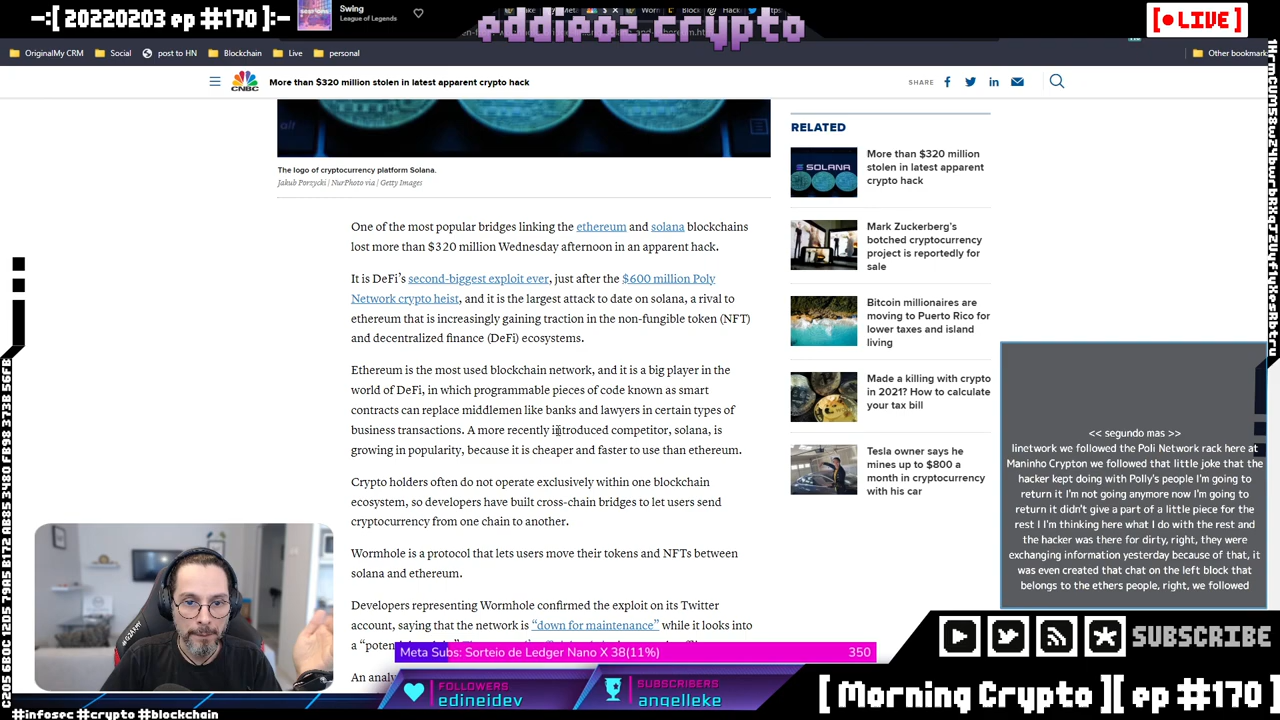 -:[ 20220203 ep #170 ]:-
Swing
League of Legends
eddieoz.crypto
[● LIVE ]
OriginalMy CRM
Social
post to HN
Blockchain
Live
personal
Other bookmark
CNBC
More than $320 million stolen in latest apparent crypto hack
SHARE
The logo of cryptocurrency platform Solana.
Jakub Porzycki | NurPhoto via | Getty Images
One of the most popular bridges linking the ethereum and solana blockchains
lost more than $320 million Wednesday afternoon in an apparent hack.
It is DeFi’s second-biggest exploit ever, just after the $600 million Poly
Network crypto heist, and it is the largest attack to date on solana, a rival to
ethereum that is increasingly gaining traction in the non-fungible token (NFT)
and decentralized finance (DeFi) ecosystems.
Ethereum is the most used blockchain network, and it is a big player in the
world of DeFi, in which programmable pieces of code known as smart
contracts can replace middlemen like banks and lawyers in certain types of
business transactions. A more recently introduced competitor, solana, is
growing in popularity, because it is cheaper and faster to use than ethereum.
Crypto holders often do not operate exclusively within one blockchain
ecosystem, so developers have built cross-chain bridges to let users send
cryptocurrency from one chain to another.
Wormhole is a protocol that lets users move their tokens and NFTs between
solana and ethereum.
Developers representing Wormhole confirmed the exploit on its Twitter
account, saying that the network is “down for maintenance” while it looks into
a
An
RELATED
SOLANA
More than $320 million
stolen in latest apparent
crypto hack
Mark Zuckerberg’s
botched cryptocurrency
project is reportedly for
sale
Bitcoin millionaires are
moving to Puerto Rico for
lower taxes and island
living
Made a killing with crypto
in 2021? How to calculate
your tax bill
Tesla owner says he
mines up to $800 a
month in cryptocurrency
with his car
<< segundo mas >>
linetwork we followed the Poli Network rack here at
Maninho Crypton we followed that little joke that the
hacker kept doing with Polly's people I'm going to
return it I'm not going anymore now I'm going to
return it didn't give a part of a little piece for the
rest I I'm thinking here what I do with the rest and
the hacker was there for dirty, right, they were
exchanging information yesterday because of that, it
was even created that chat on the left block that
belongs to the ethers people, right, we followed
Meta Subs: Sorteio de Ledger Nano X 38(11%)
350
FOLLOWERS
edineidev
SUBSCRIBERS
angelleke
SUBSCRIBE
[ Morning Crypto ][ ep #170 ]
#infosec #crypto #blockchain